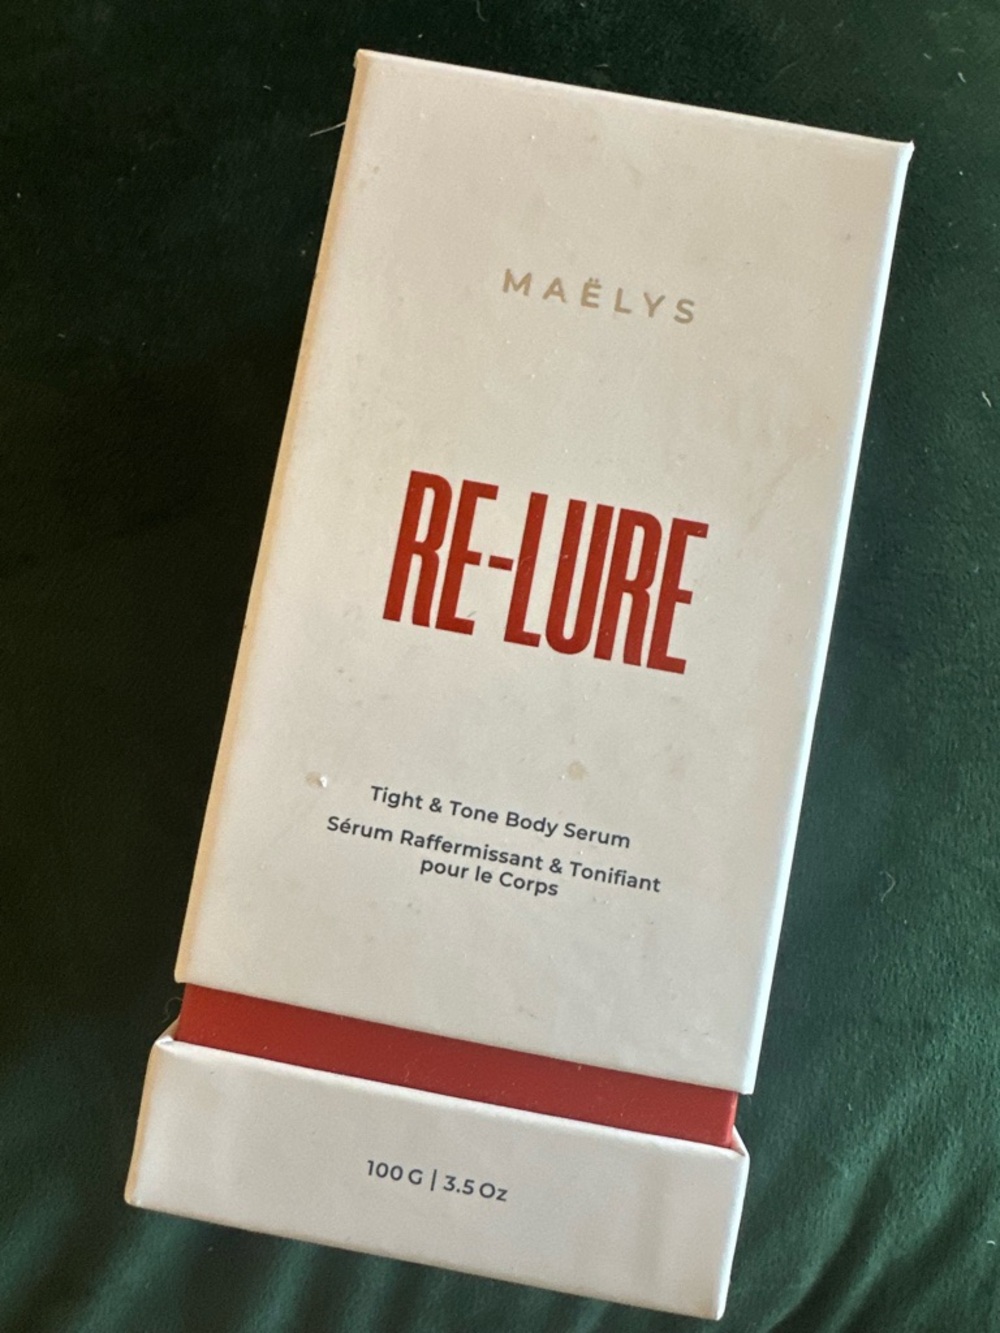 MAËLYS
RE-LURE
Tight & Tone Body Serum
Sérum Raffermissant & Tonifiant
pour le Corps
100 G | 3.5 Oz